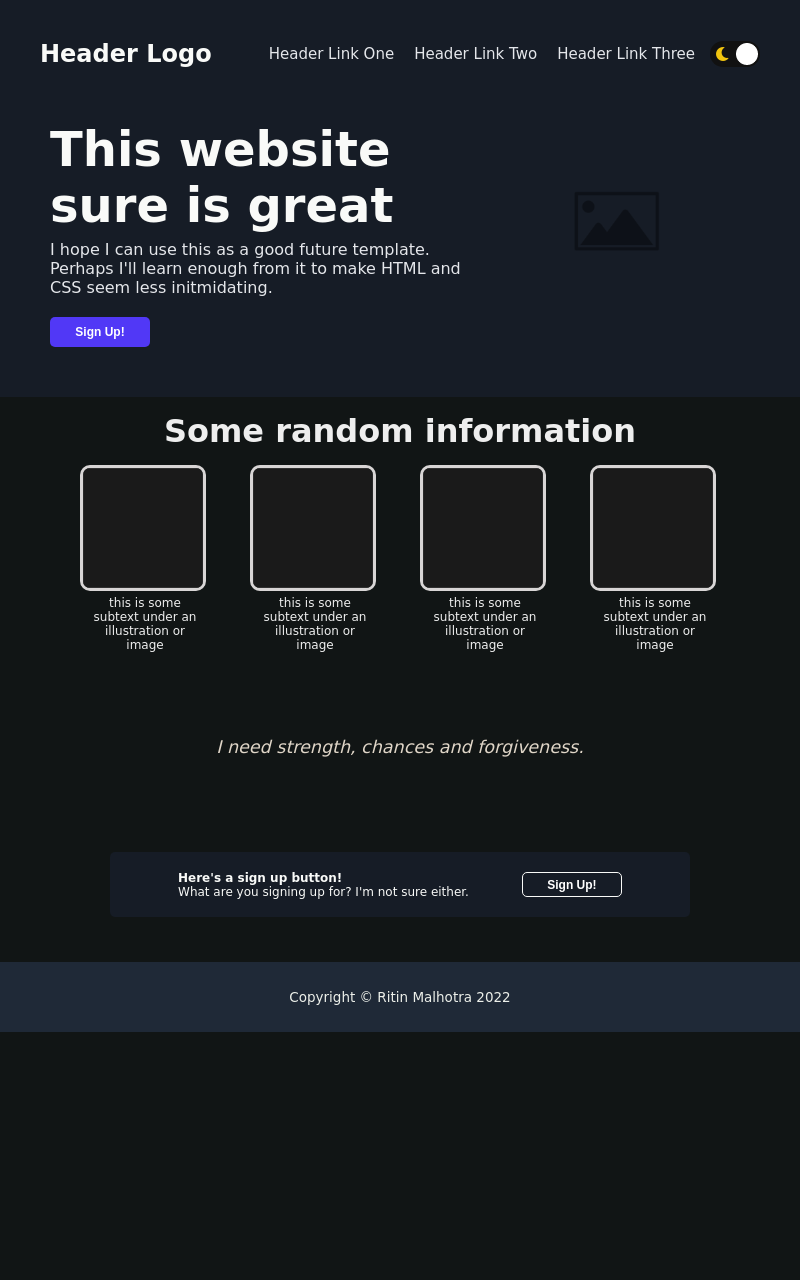 Header Logo
Header Link One
Header Link Two
Header Link Three
This website
sure is great
I hope I can use this as a good future template.
Perhaps I'll learn enough from it to make HTML and
CSS seem less initmidating.
Sign Up!
Some random information
this is some
subtext under an
illustration or
image
this is some
subtext under an
illustration or
image
this is some
subtext under an
illustration or
image
this is some
subtext under an
illustration or
image
I need strength, chances and forgiveness.
Here's a sign up button!
What are you signing up for? I'm not sure either.
Sign Up!
Copyright © Ritin Malhotra 2022